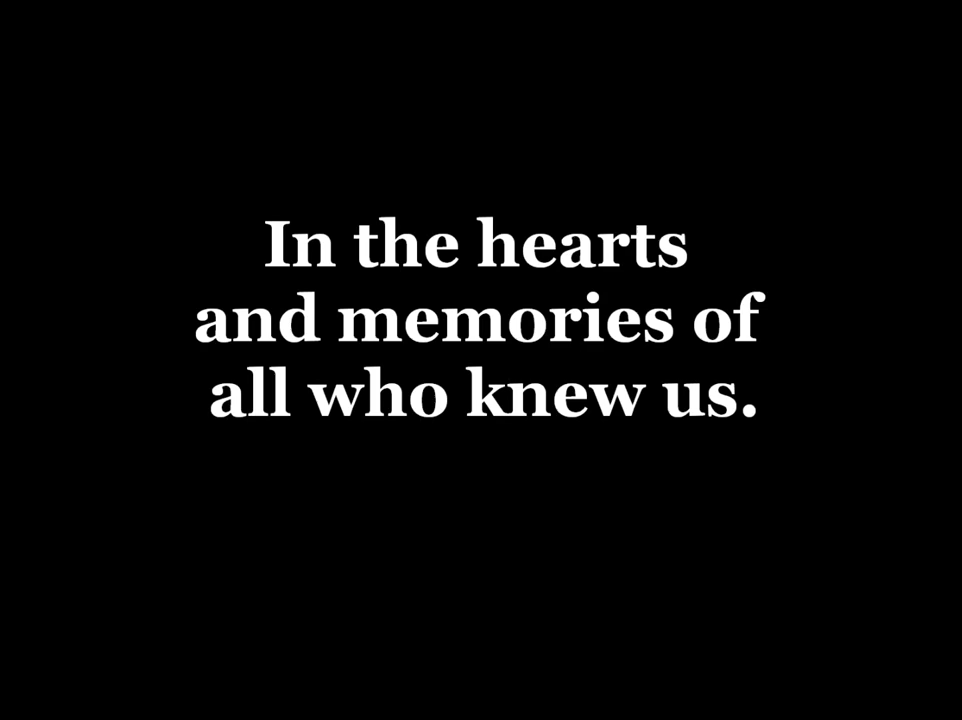 In the hearts
and memories of
all who knew us.